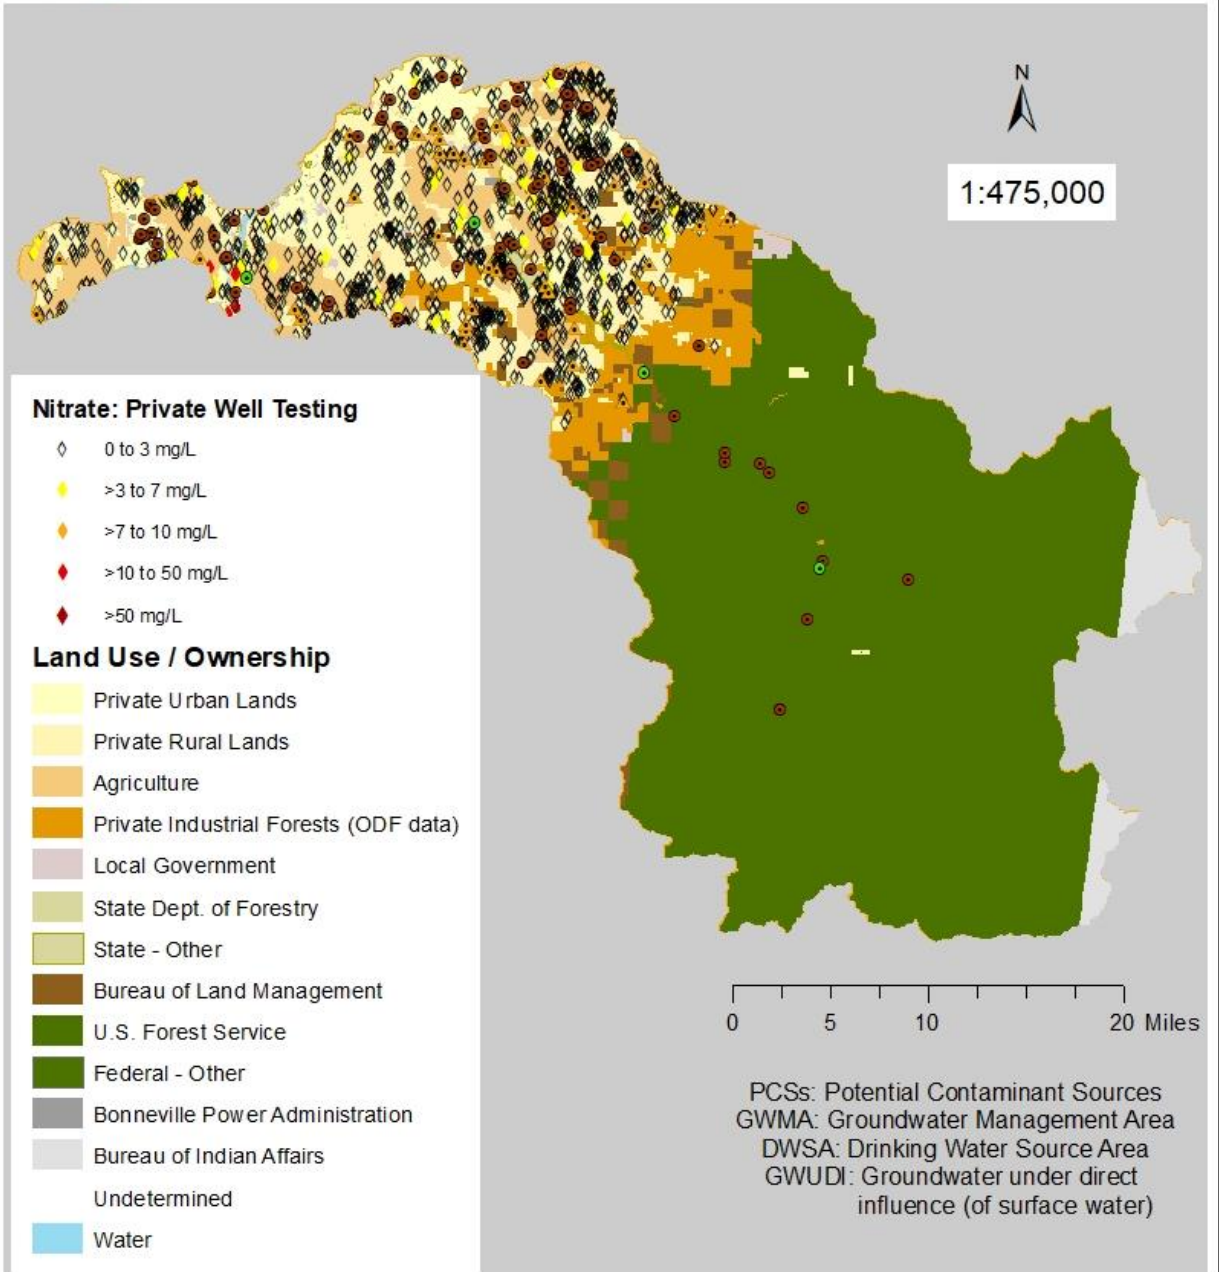 N
1:475,000
Nitrate: Private Well Testing
0 to 3 mg/L
>3 to 7 mg/L
>7 to 10 mg/L
>10 to 50 mg/L
>50 mg/L
Land Use / Ownership
Private Urban Lands
Private Rural Lands
Agriculture
Private Industrial Forests (ODF data)
Local Government
State Dept. of Forestry
State - Other
Bureau of Land Management
U.S. Forest Service
Federal - Other
Bonneville Power Administration
Bureau of Indian Affairs
Undetermined
Water
0 5 10 20 Miles
PCSs: Potential Contaminant Sources
GWMA: Groundwater Management Area
DWSA: Drinking Water Source Area
GWUDI: Groundwater under direct
influence (of surface water)